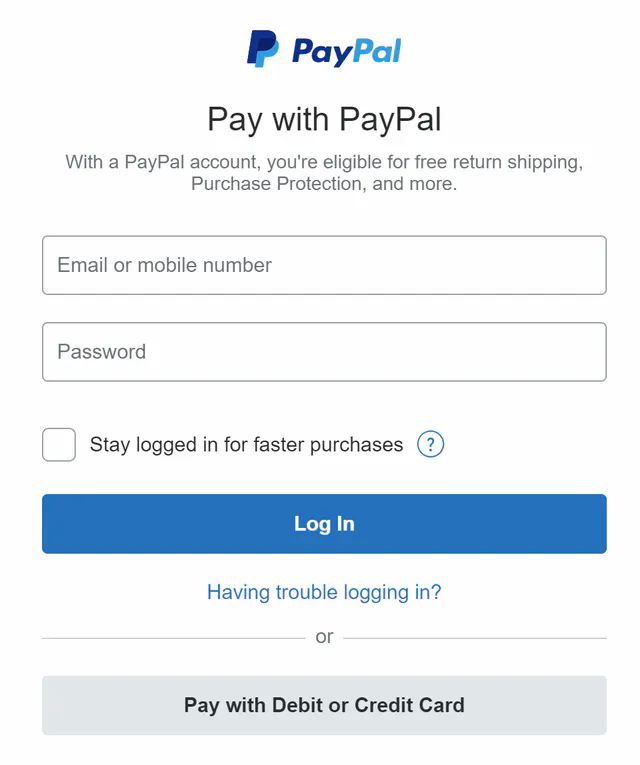 PayPal
Pay with PayPal
With a PayPal account, you're eligible for free return shipping,
Purchase Protection, and more.
Email or mobile number
Password
Stay logged in for faster purchases ?
Log In
Having trouble logging in?
or
Pay with Debit or Credit Card